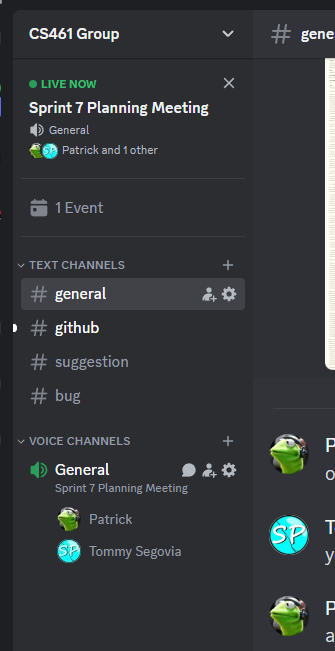 CS461 Group
# gene
LIVE NOW
Sprint 7 Planning Meeting
General
SP
Patrick and 1 other
1 Event
TEXT CHANNELS
# general
# github
# suggestion
# bug
VOICE CHANNELS
General
Sprint 7 Planning Meeting
Patrick
SP
Tommy Segovia
P
o
SP
T
y
P
a